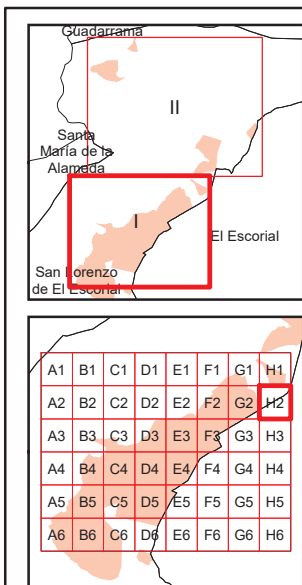 Guadarrama
II
Santa
María de la
Alameda
I
El Escorial
San Lorenzo
de El Escorial
A1 B1 C1 D1 E1 F1 G1 H1
A2 B2 C2 D2 E2 F2 G2 H2
A3 B3 C3 D3 E3 F3 G3 H3
A4 B4 C4 D4 E4 F4 G4 H4
A5 B5 C5 D5 E5 F5 G5 H5
A6 B6 C6 D6 E6 F6 G6 H6